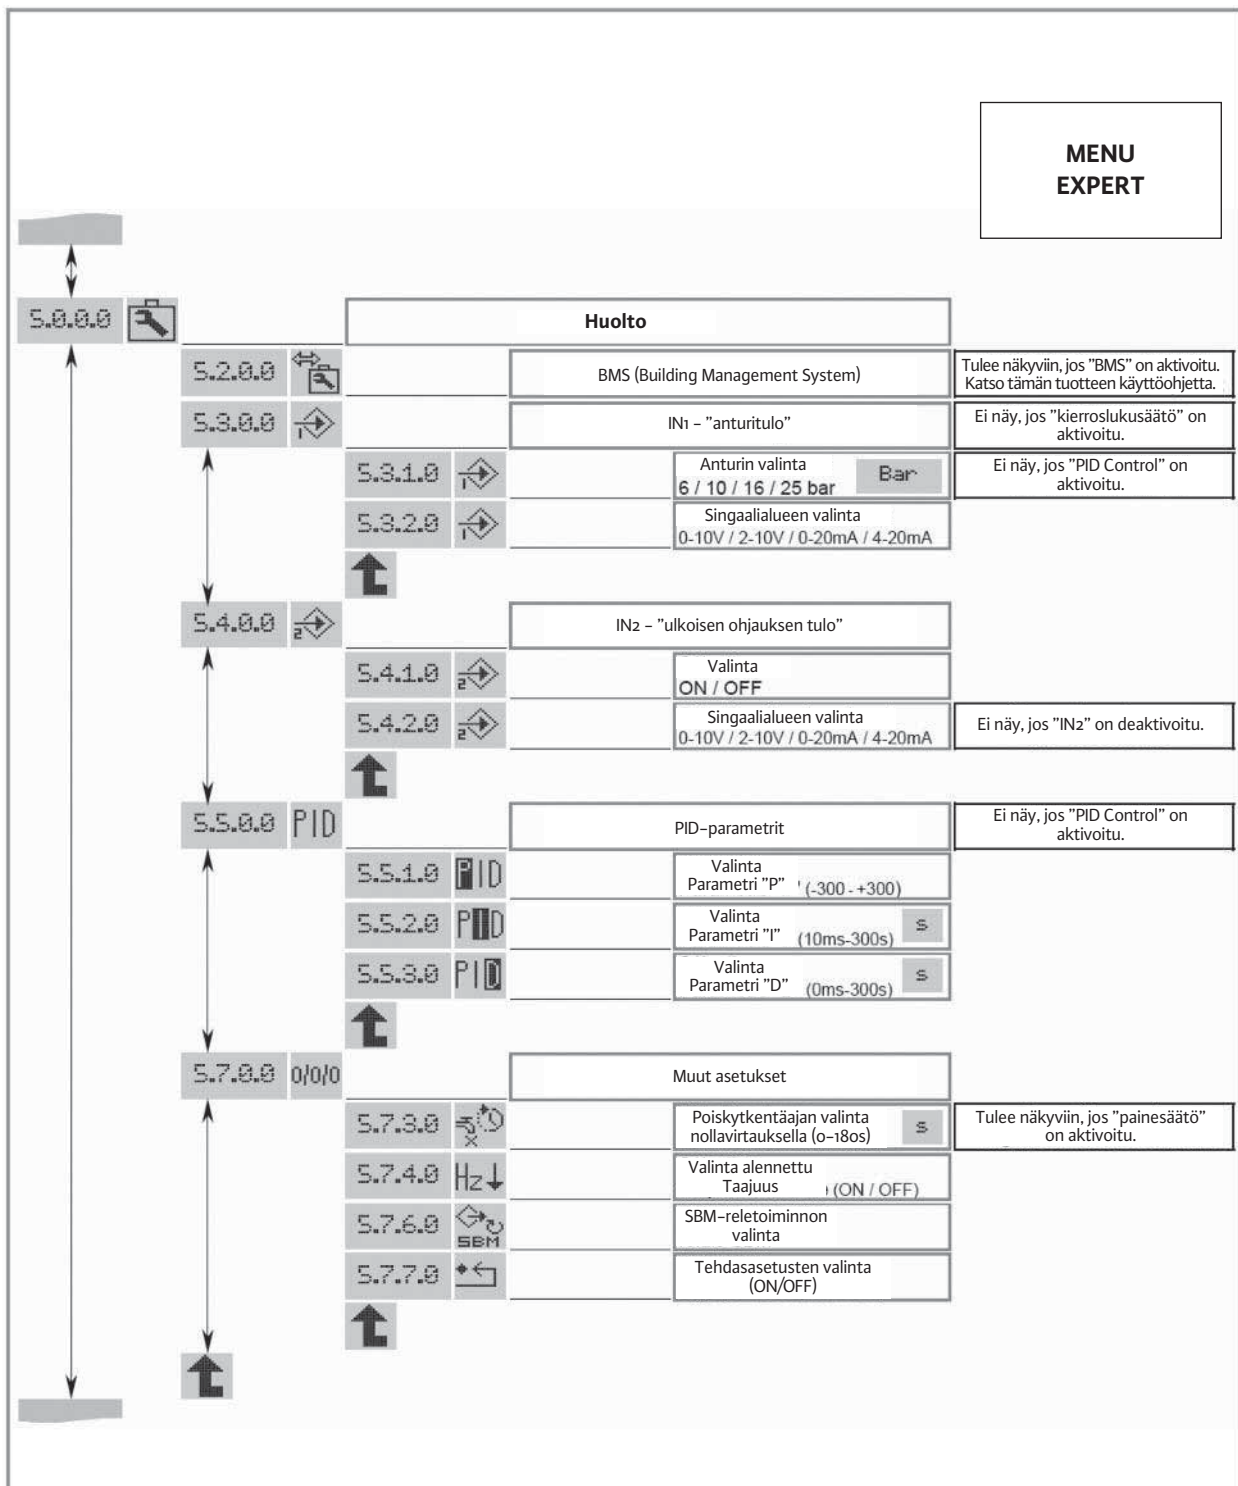 MENU
EXPERT
5.0.0.0
Huolto
5.2.0.0
BMS (Building Management System)
Tulee näkyviin, jos ”BMS” on aktivoitu.
Katso tämän tuotteen käyttöohjetta.
5.3.0.0
1
IN1 – ”anturitulo”
Ei näy, jos ”kierroslukusäätö” on
aktivoitu.
5.3.1.0
1
Anturin valinta
6 / 10 / 16 / 25 bar
Bar
Ei näy, jos ”PID Control” on
aktivoitu.
5.3.2.0
1
Singaalialueen valinta
0-10V / 2-10V / 0-20mA / 4-20mA
5.4.0.0
2
IN2 – ”ulkoisen ohjauksen tulo”
5.4.1.0
2
Valinta
ON / OFF
5.4.2.0
2
Singaalialueen valinta
0-10V / 2-10V / 0-20mA / 4-20mA
Ei näy, jos ”IN2” on deaktivoitu.
5.5.0.0
PID
PID–parametrit
Ei näy, jos ”PID Control” on
aktivoitu.
5.5.1.0
PID
Valinta
Parametri ”P” (-300 - +300)
5.5.2.0
PID
Valinta
Parametri ”I” (10ms-300s)
s
5.5.3.0
PID
Valinta
Parametri ”D” (0ms-300s)
s
5.7.0.0
0/0/0
Muut asetukset
5.7.3.0
Poiskytkentäajan valinta
nollavirtauksella (0–180s)
s
Tulee näkyviin, jos ”painesäätö”
on aktivoitu.
5.7.4.0
Hz
Valinta alennettu
Taajuus (ON / OFF)
5.7.6.0
SBM
SBM–reletoiminnon
valinta
5.7.7.0
Tehdasasetusten valinta
(ON/OFF)